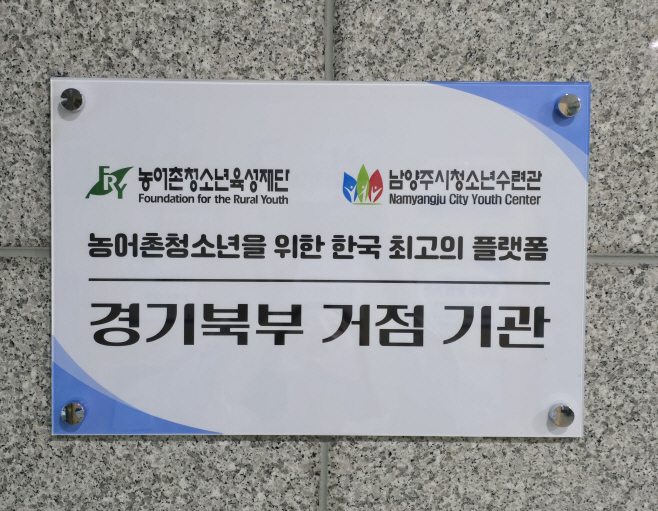 FRY 농어촌청소년육성재단 남양주시청소년수련관
Foundation for the Rural Youth Namyangju City Youth Center
농어촌청소년을 위한 한국 최고의 플랫폼
경기북부 거점 기관